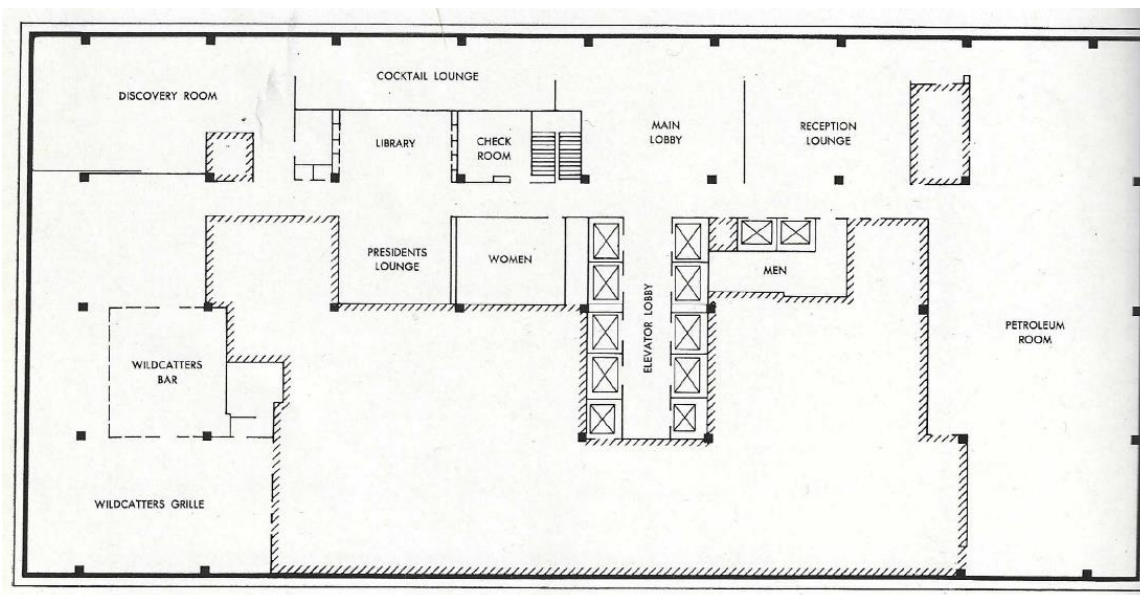 COCKTAIL LOUNGE
DISCOVERY ROOM
MAIN
LOBBY
RECEPTION
LOUNGE
LIBRARY
CHECK
ROOM
PRESIDENTS
LOUNGE
WOMEN
MEN
ELEVATOR LOBBY
PETROLEUM
ROOM
WILDCATTERS
BAR
WILDCATTERS GRILLE